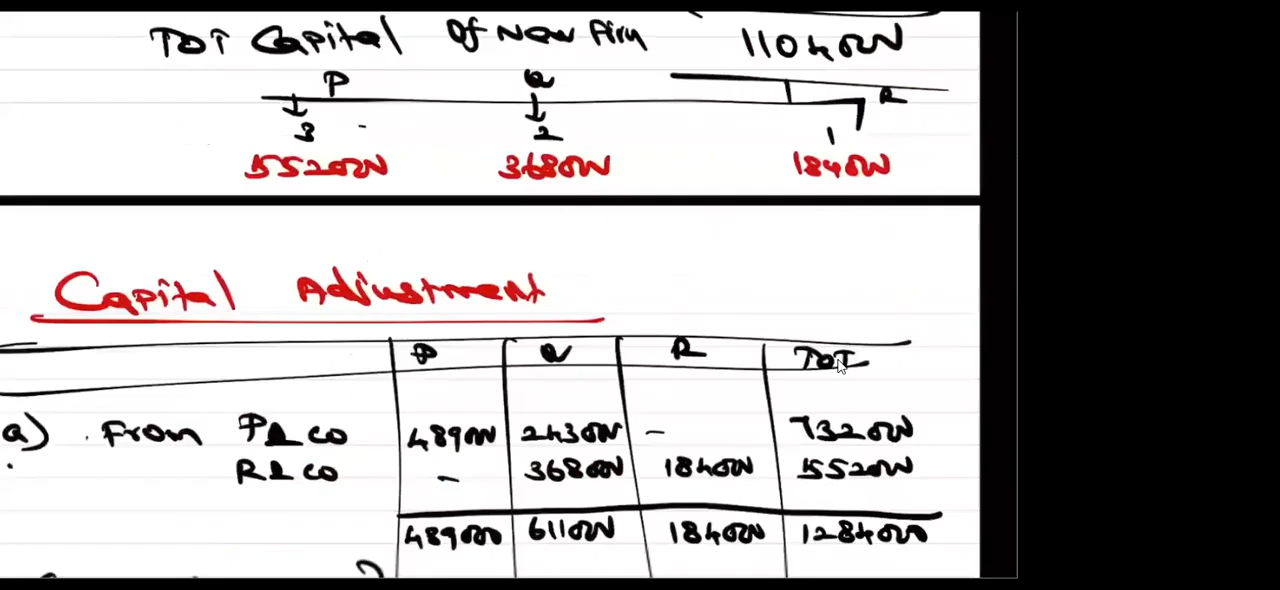 TOT Capital Of New Firm 1104000
P Q R
3 2 1
552000 368000 184000
Capital Adjustment
P Q R TOT
a) From P&CO 489000 243000 - 732000
R&CO - 368000 184000 552000
489000 611000 184000 1284000